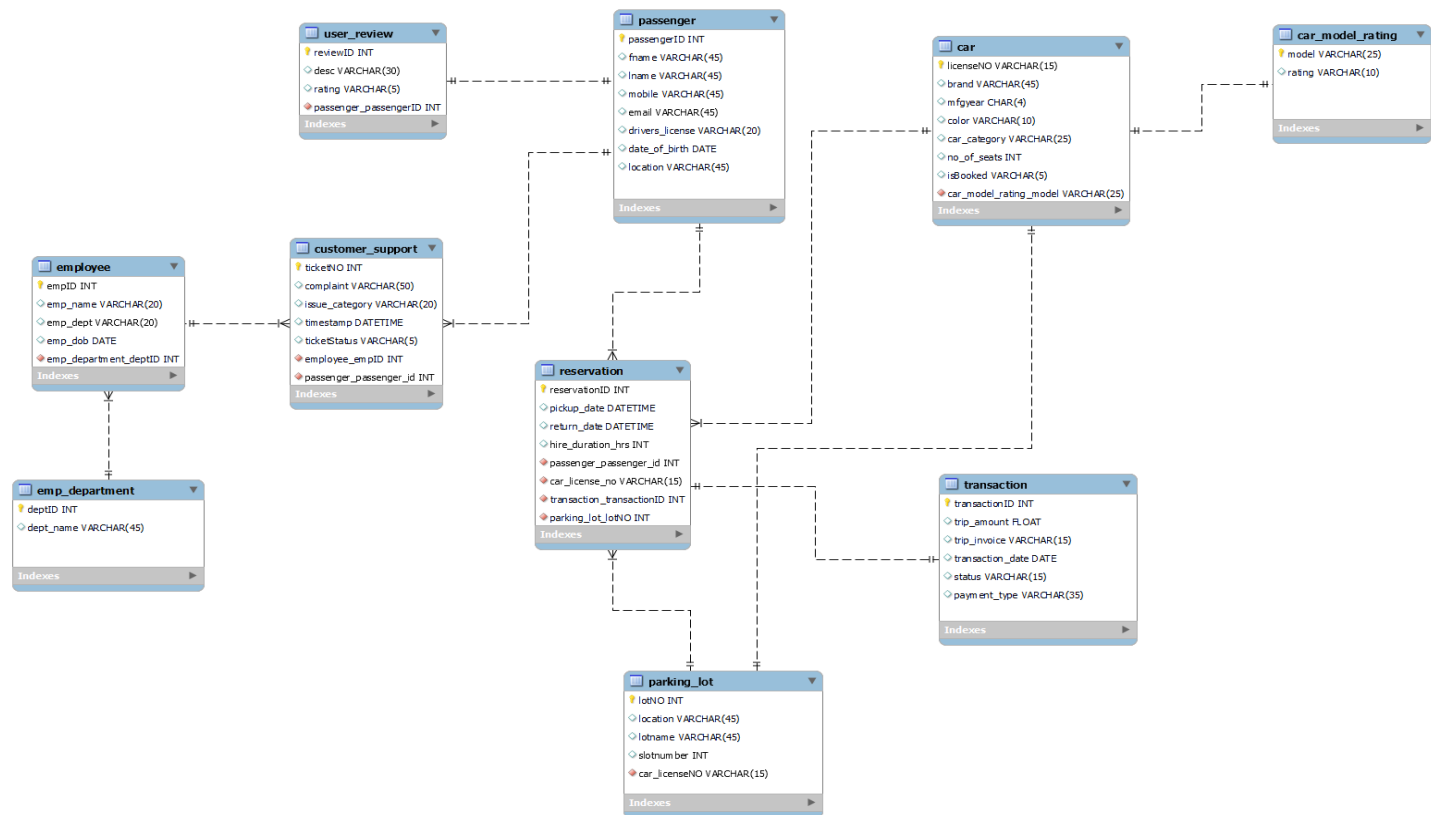 user_review
reviewID INT
desc VARCHAR(30)
rating VARCHAR(5)
passenger_passengerID INT
Indexes
passenger
passengerID INT
fname VARCHAR(45)
lname VARCHAR(45)
mobile VARCHAR(45)
email VARCHAR(45)
drivers_license VARCHAR(20)
date_of_birth DATE
location VARCHAR(45)
Indexes
car
licenseNO VARCHAR(15)
brand VARCHAR(45)
mfgyear CHAR(4)
color VARCHAR(10)
car_category VARCHAR(25)
no_of_seats INT
isBooked VARCHAR(5)
car_model_rating_model VARCHAR(25)
Indexes
car_model_rating
model VARCHAR(25)
rating VARCHAR(10)
Indexes
employee
empID INT
emp_name VARCHAR(20)
emp_dept VARCHAR(20)
emp_dob DATE
emp_department_deptID INT
Indexes
customer_support
ticketNO INT
complaint VARCHAR(50)
issue_category VARCHAR(20)
timestamp DATETIME
ticketStatus VARCHAR(5)
employee_empID INT
passenger_passenger_id INT
Indexes
reservation
reservationID INT
pickup_date DATETIME
return_date DATETIME
hire_duration_hrs INT
passenger_passenger_id INT
car_license_no VARCHAR(15)
transaction_transactionID INT
parking_lot_lotNO INT
Indexes
emp_department
deptID INT
dept_name VARCHAR(45)
Indexes
transaction
transactionID INT
trip_amount FLOAT
trip_invoice VARCHAR(15)
transaction_date DATE
status VARCHAR(15)
payment_type VARCHAR(35)
Indexes
parking_lot
lotNO INT
location VARCHAR(45)
lotname VARCHAR(45)
slotnumber INT
car_licenseNO VARCHAR(15)
Indexes